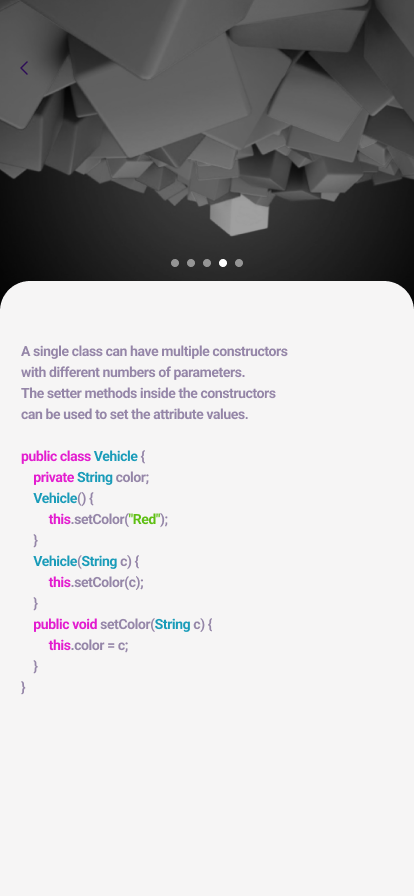 A single class can have multiple constructors
with different numbers of parameters.
The setter methods inside the constructors
can be used to set the attribute values.
public class Vehicle {
    private String color;
    Vehicle() {
        this.setColor("Red");
    }
    Vehicle(String c) {
        this.setColor(c);
    }
    public void setColor(String c) {
        this.color = c;
    }
}